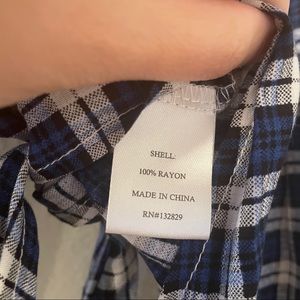 SHELL:
100% RAYON
MADE IN CHINA
RN#132829